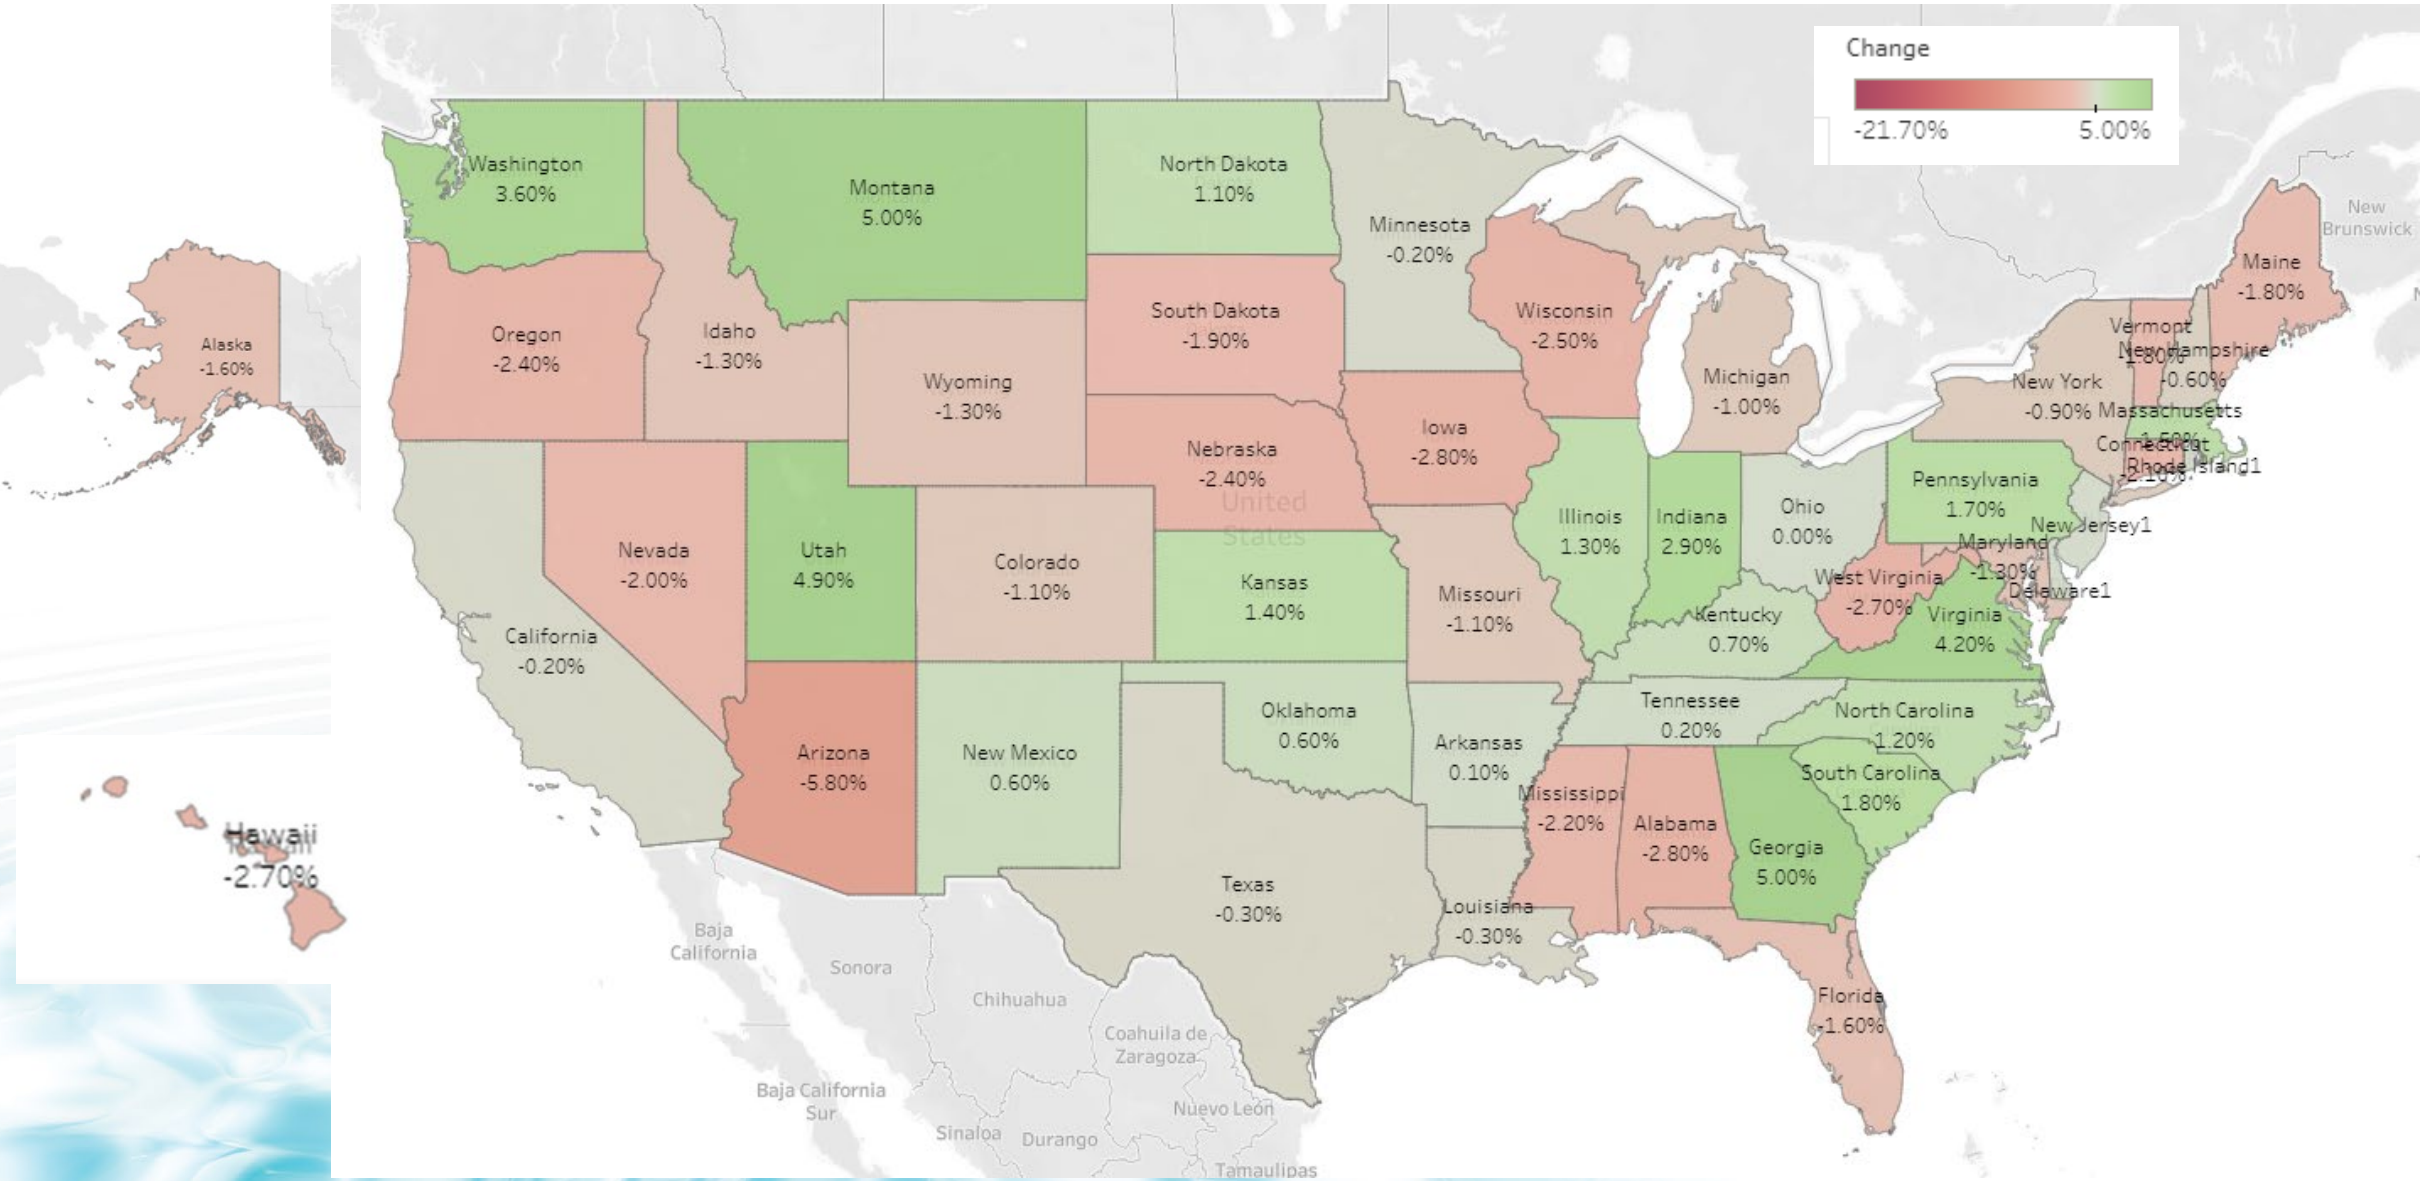 Change
-21.70%
5.00%
Washington
3.60%
Montana
5.00%
North Dakota
1.10%
Minnesota
-0.20%
New
Brunswick
Maine
-1.80%
Alaska
-1.60%
Oregon
-2.40%
Idaho
-1.30%
Wyoming
-1.30%
South Dakota
-1.90%
Wisconsin
-2.50%
Michigan
-1.00%
Vermont
New Hampshire
-0.60%
New York
-0.90%
Massachusetts
Connecticut
Rhode Island1
Nebraska
-2.40%
United
States
Iowa
-2.80%
Illinois
1.30%
Indiana
2.90%
Ohio
0.00%
Pennsylvania
1.70%
New Jersey1
Maryland
-1.30%
Delaware1
West Virginia
-2.70%
Virginia
4.20%
Nevada
-2.00%
Utah
4.90%
Colorado
-1.10%
Kansas
1.40%
Missouri
-1.10%
Kentucky
0.70%
California
-0.20%
Arizona
-5.80%
New Mexico
0.60%
Oklahoma
0.60%
Arkansas
0.10%
Tennessee
0.20%
North Carolina
1.20%
South Carolina
1.80%
Mississippi
-2.20%
Alabama
-2.80%
Georgia
5.00%
Hawaii
-2.70%
Texas
-0.30%
Louisiana
-0.30%
Florida
-1.60%
Baja
California
Sonora
Chihuahua
Coahuila de
Zaragoza
Baja California
Sur
Sinaloa
Durango
Nuevo León
Tamaulipas